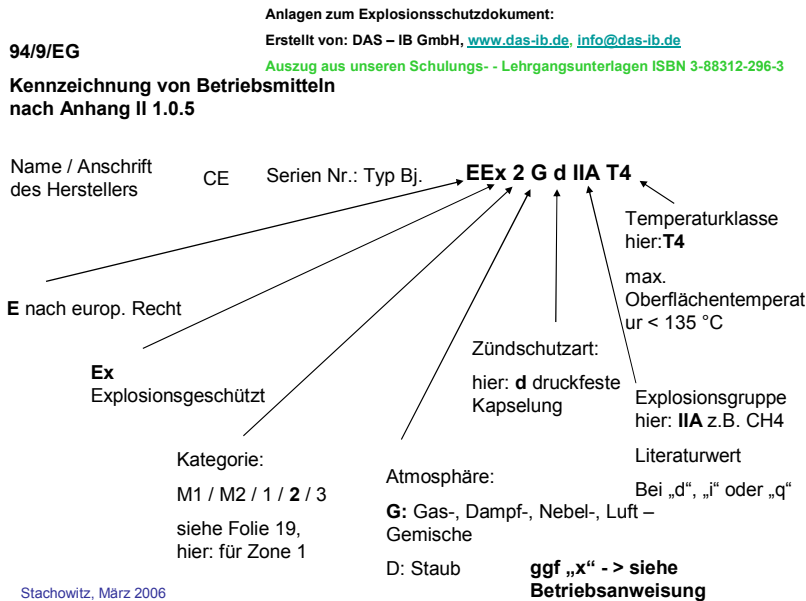 Anlagen zum Explosionsschutzdokument:
Erstellt von: DAS – IB GmbH, www.das-ib.de, info@das-ib.de
Auszug aus unseren Schulungs- - Lehrgangsunterlagen ISBN 3-88312-296-3
94/9/EG
Kennzeichnung von Betriebsmitteln
nach Anhang II 1.0.5
Name / Anschrift
des Herstellers
CE
Serien Nr.: Typ Bj.
EEx 2 G d IIA T4
Temperaturklasse
hier:T4
max.
Oberflächentemperat
ur < 135 °C
E nach europ. Recht
Ex
Explosionsgeschützt
Zündschutzart:
hier: d druckfeste
Kapselung
Explosionsgruppe
hier: IIA z.B. CH4
Literaturwert
Bei „d“, „i“ oder „q“
Kategorie:
M1 / M2 / 1 / 2 / 3
siehe Folie 19,
hier: für Zone 1
Atmosphäre:
G: Gas-, Dampf-, Nebel-, Luft –
Gemische
D: Staub
ggf „x“ - > siehe
Betriebsanweisung
Stachowitz, März 2006